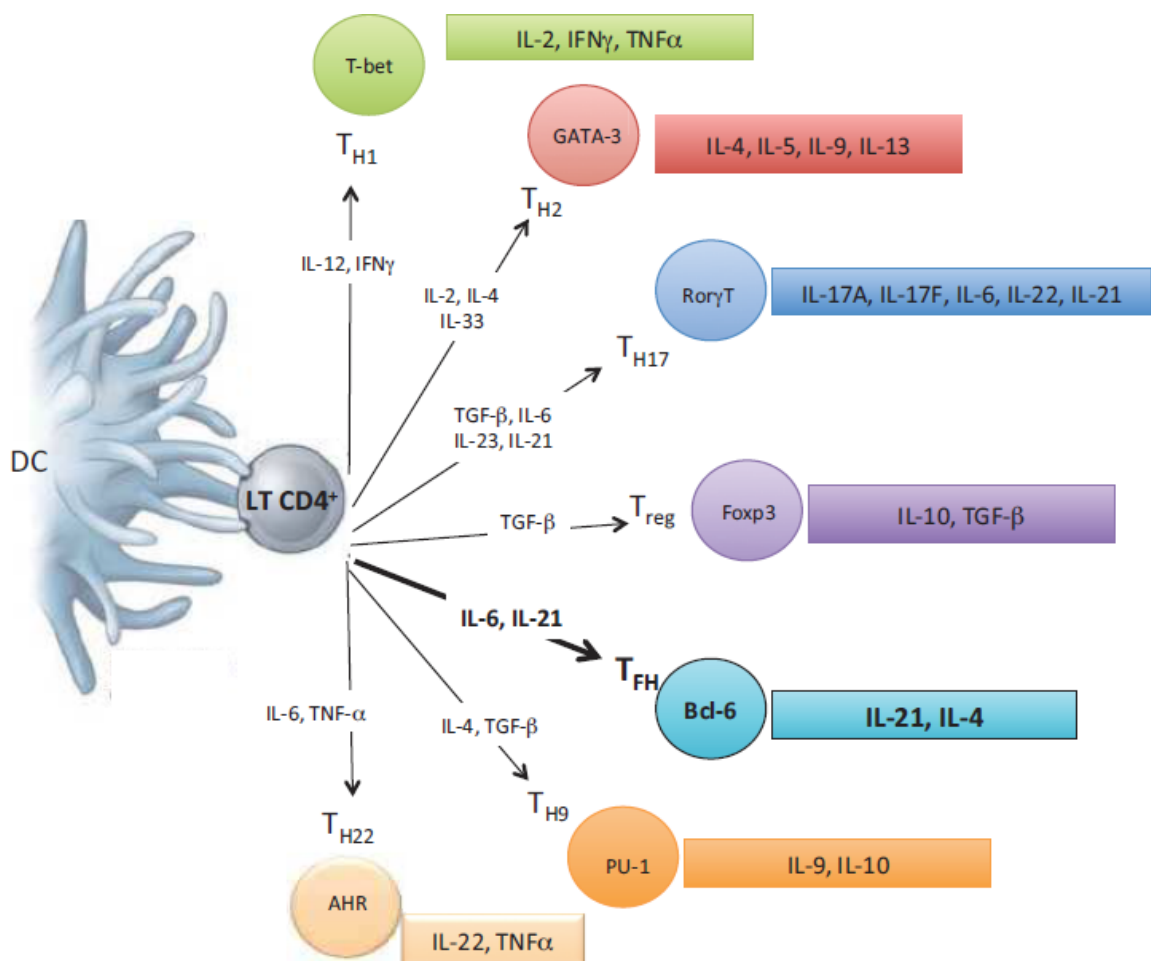 T-bet
IL-2, IFNγ, TNFα
TH1
GATA-3
IL-4, IL-5, IL-9, IL-13
TH2
IL-12, IFNγ
IL-2, IL-4
IL-33
RorγT
IL-17A, IL-17F, IL-6, IL-22, IL-21
TH17
TGF-β, IL-6
IL-23, IL-21
DC
LT CD4+
TGF-β
Treg
Foxp3
IL-10, TGF-β
IL-6, IL-21
TFH
Bcl-6
IL-21, IL-4
IL-6, TNF-α
IL-4, TGF-β
TH9
TH22
PU-1
IL-9, IL-10
AHR
IL-22, TNFα